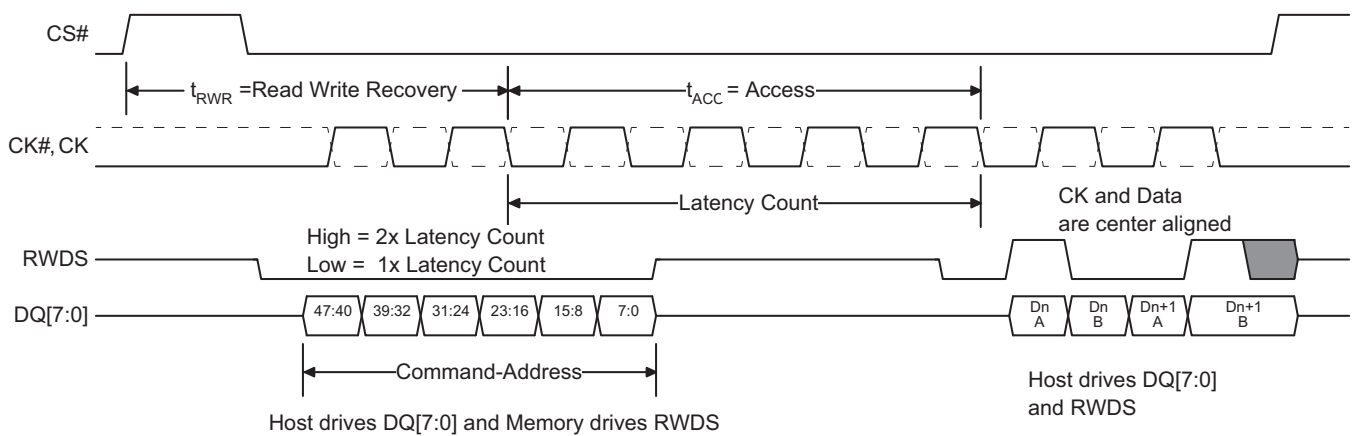 CS#
tRWR =Read Write Recovery
tACC = Access
CK#, CK
Latency Count
CK and Data
are center aligned
High = 2x Latency Count
Low = 1x Latency Count
RWDS
DQ[7:0]
47:40 39:32 31:24 23:16 15:8 7:0
Dn
A
Dn
B
Dn+1
A
Dn+1
B
Command-Address
Host drives DQ[7:0]
and RWDS
Host drives DQ[7:0] and Memory drives RWDS